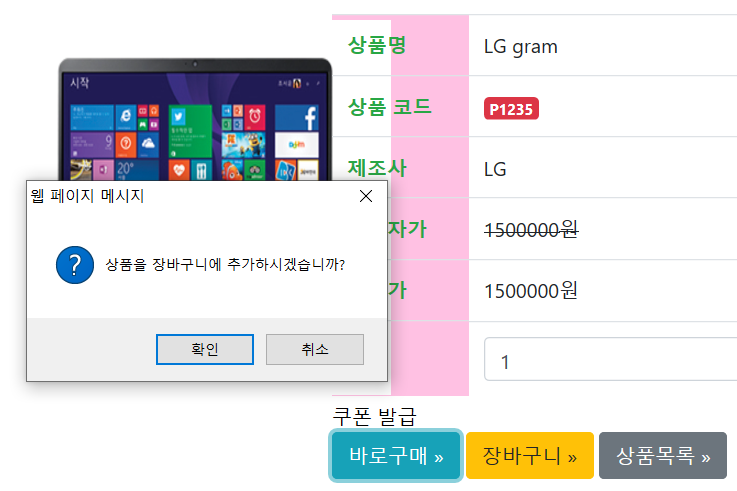 상품명 LG gram
시작
상품 코드 P1235
제조사 LG
20°
웹 페이지 메시지
자가 1500000원
상품을 장바구니에 추가하시겠습니까?
가 1500000원
확인 취소
1
쿠폰 발급
바로구매 » 장바구니 » 상품목록 »